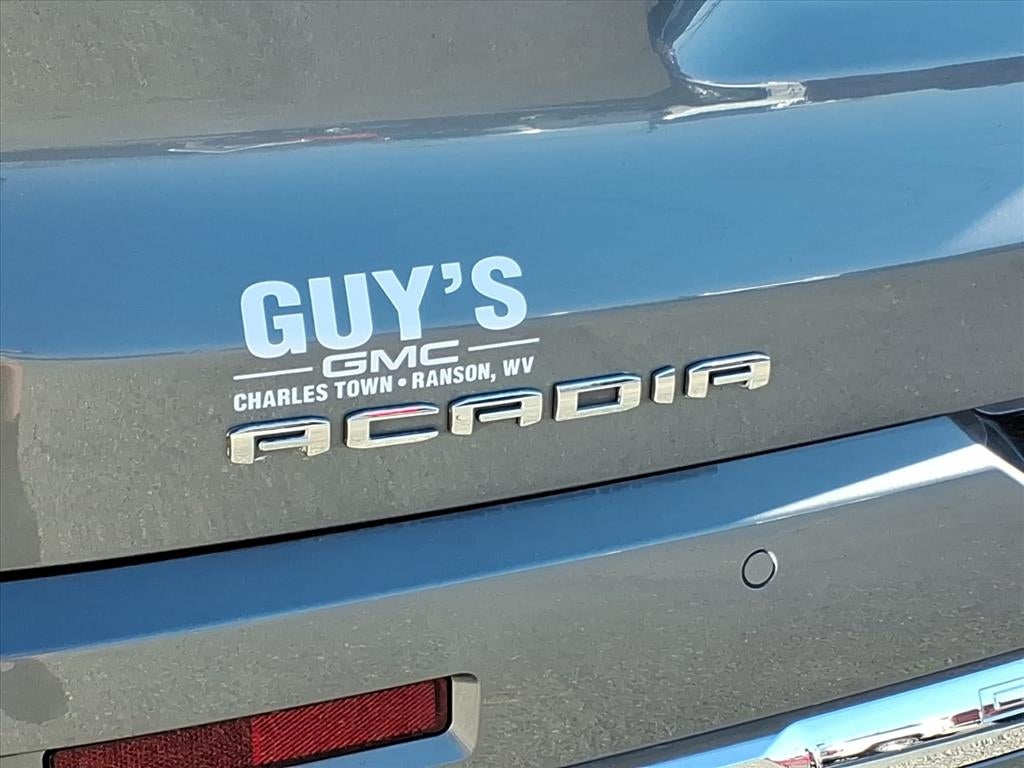 GUY'S
GMC
CHARLES TOWN • RANSON, WV
ACADIA